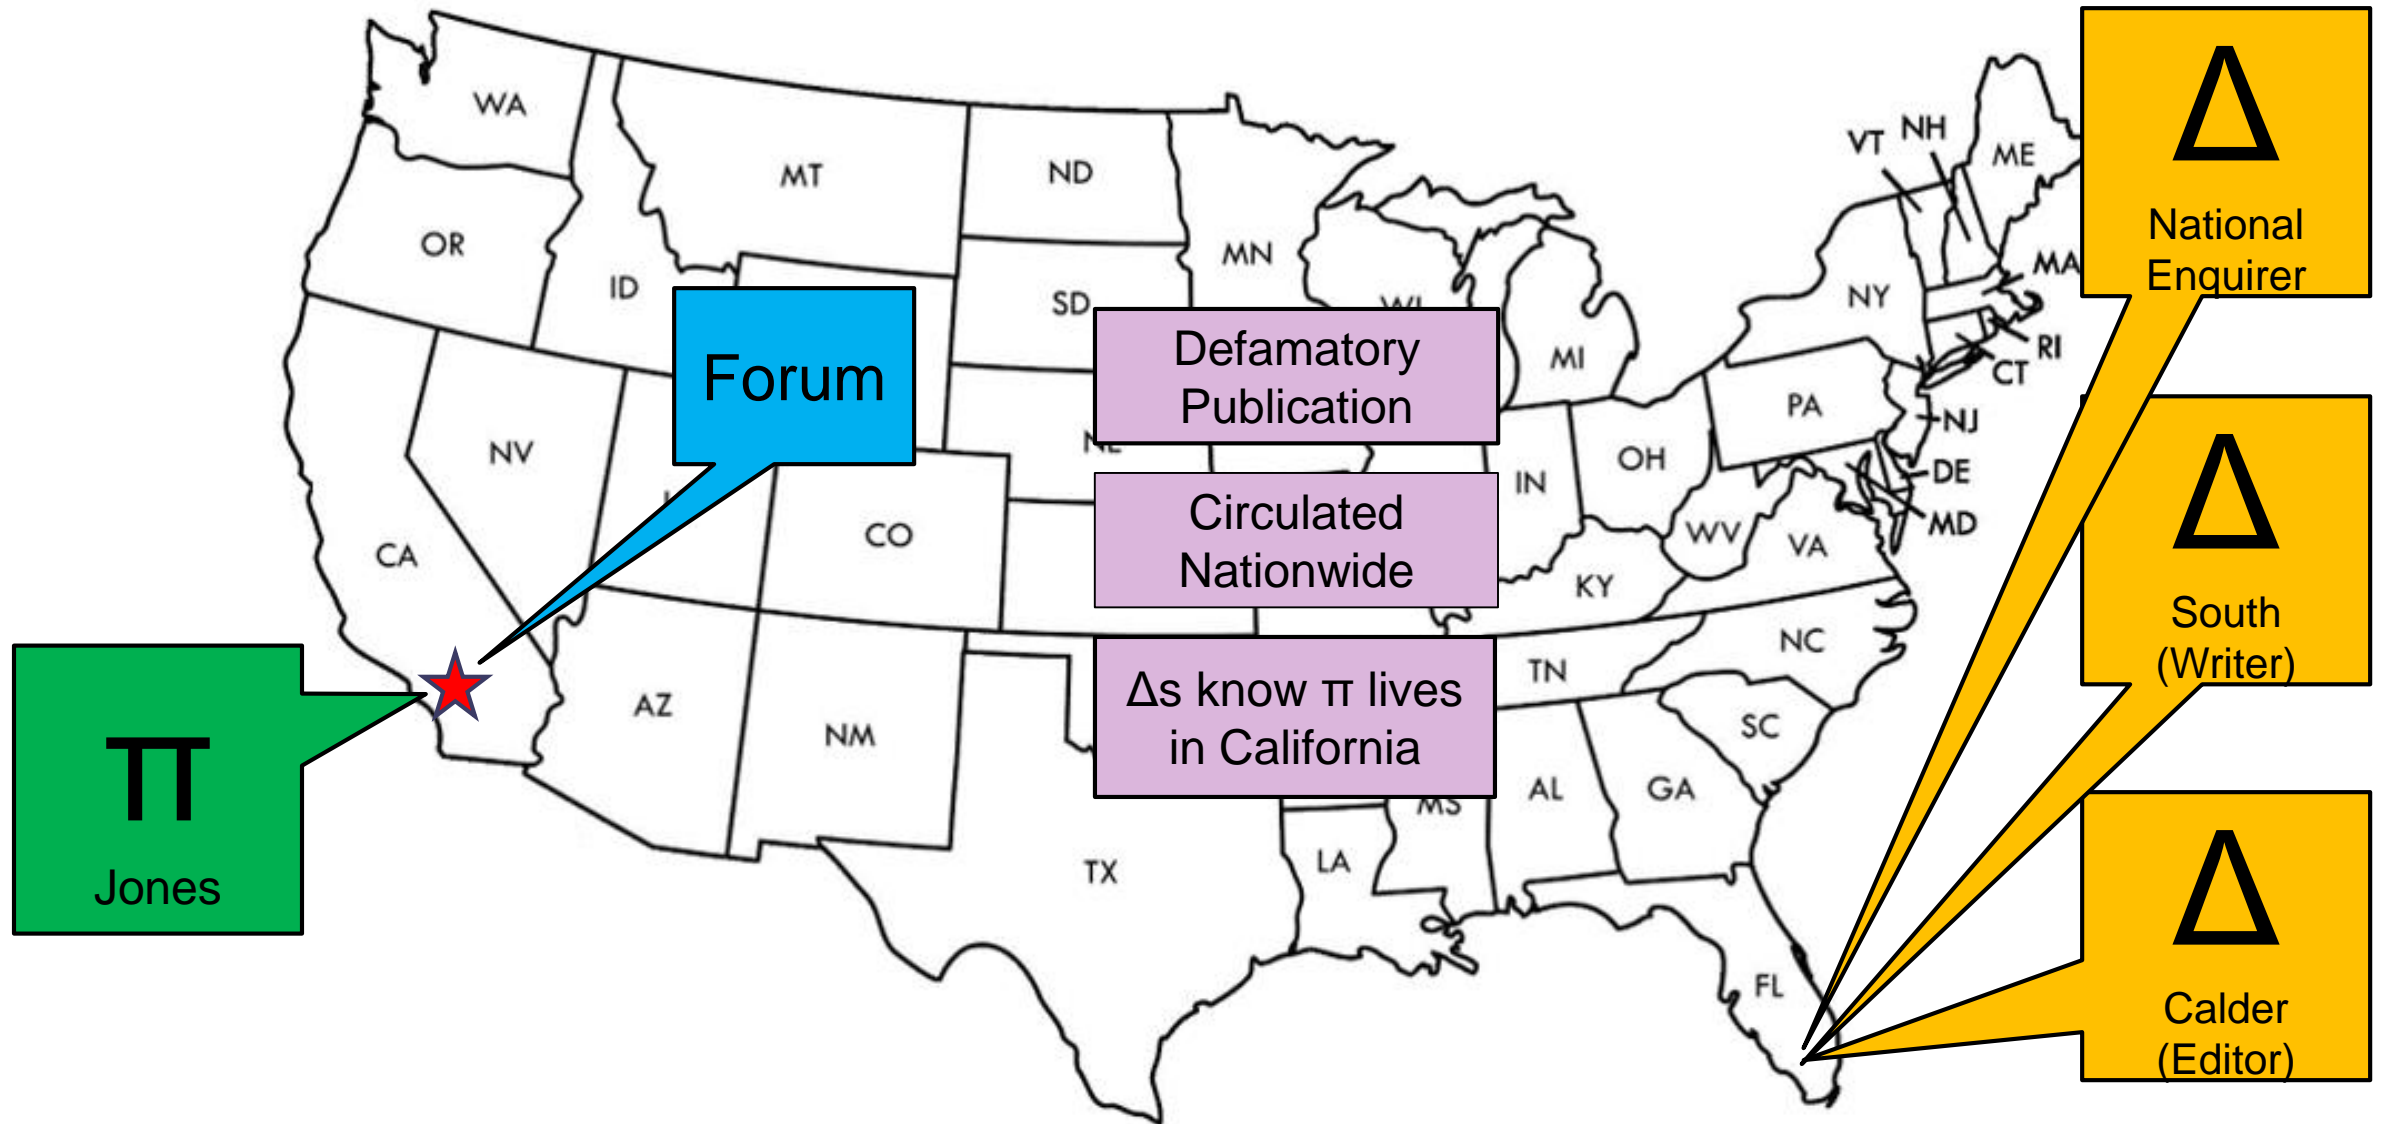 WA
OR
ID
MT
ND
SD
MN
MI
NY
VT
NH
ME
MA
RI
CT
NJ
PA
DE
MD
OH
IN
WV
VA
KY
NC
TN
SC
GA
AL
MS
LA
TX
NM
AZ
CO
NV
CA
FL
NE
WI
Forum
π
Jones
Defamatory
Publication
Circulated
Nationwide
Δs know π lives
in California
Δ
National
Enquirer
Δ
South
(Writer)
Δ
Calder
(Editor)